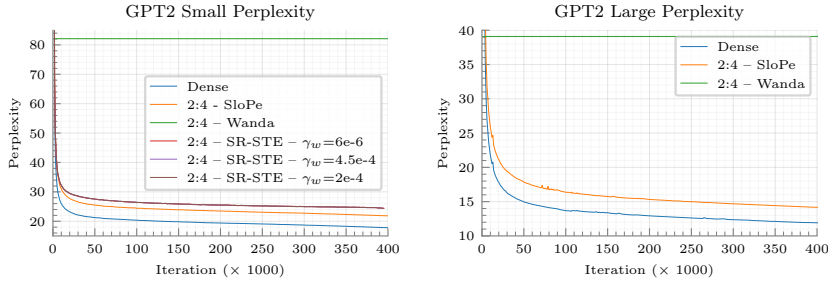 GPT2 Small Perplexity
80
70
60
50
40
30
20
Perplexity
Dense
2:4 - SloPe
2:4 – Wanda
2:4 – SR-STE – γw=6e-6
2:4 – SR-STE – γw=4.5e-4
2:4 – SR-STE – γw=2e-4
0 50 100 150 200 250 300 350 400
Iteration (× 1000)
GPT2 Large Perplexity
40
35
30
25
20
15
10
Perplexity
Dense
2:4 – SloPe
2:4 – Wanda
0 50 100 150 200 250 300 350 400
Iteration (× 1000)